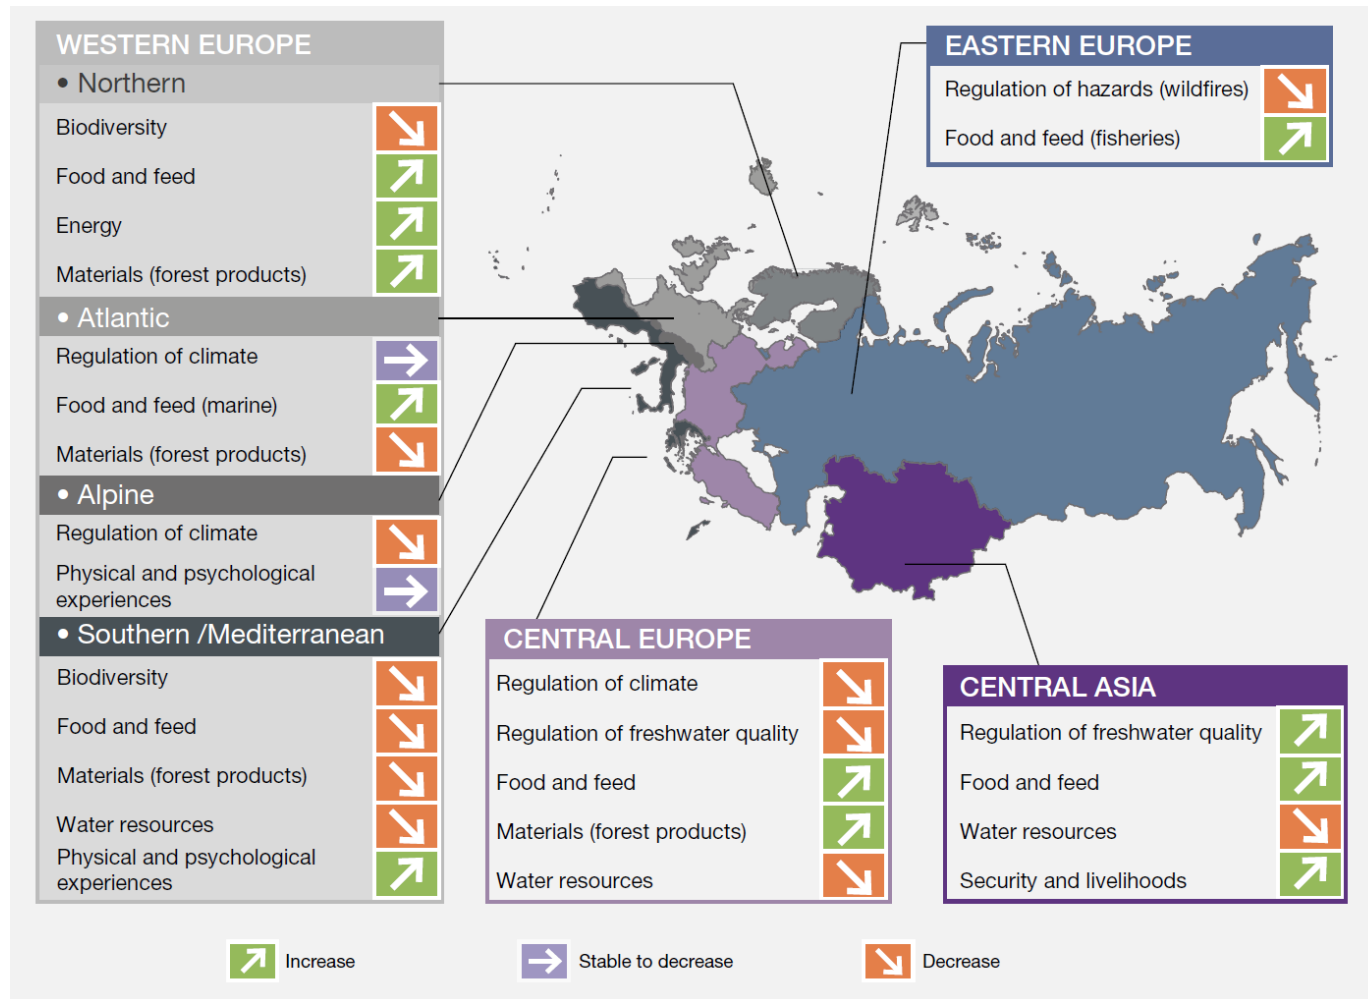 WESTERN EUROPE
• Northern
Biodiversity
Food and feed
Energy
Materials (forest products)
• Atlantic
Regulation of climate
Food and feed (marine)
Materials (forest products)
• Alpine
Regulation of climate
Physical and psychological
experiences
• Southern /Mediterranean
Biodiversity
Food and feed
Materials (forest products)
Water resources
Physical and psychological
experiences
EASTERN EUROPE
Regulation of hazards (wildfires)
Food and feed (fisheries)
CENTRAL EUROPE
Regulation of climate
Regulation of freshwater quality
Food and feed
Materials (forest products)
Water resources
CENTRAL ASIA
Regulation of freshwater quality
Food and feed
Water resources
Security and livelihoods
Increase
Stable to decrease
Decrease